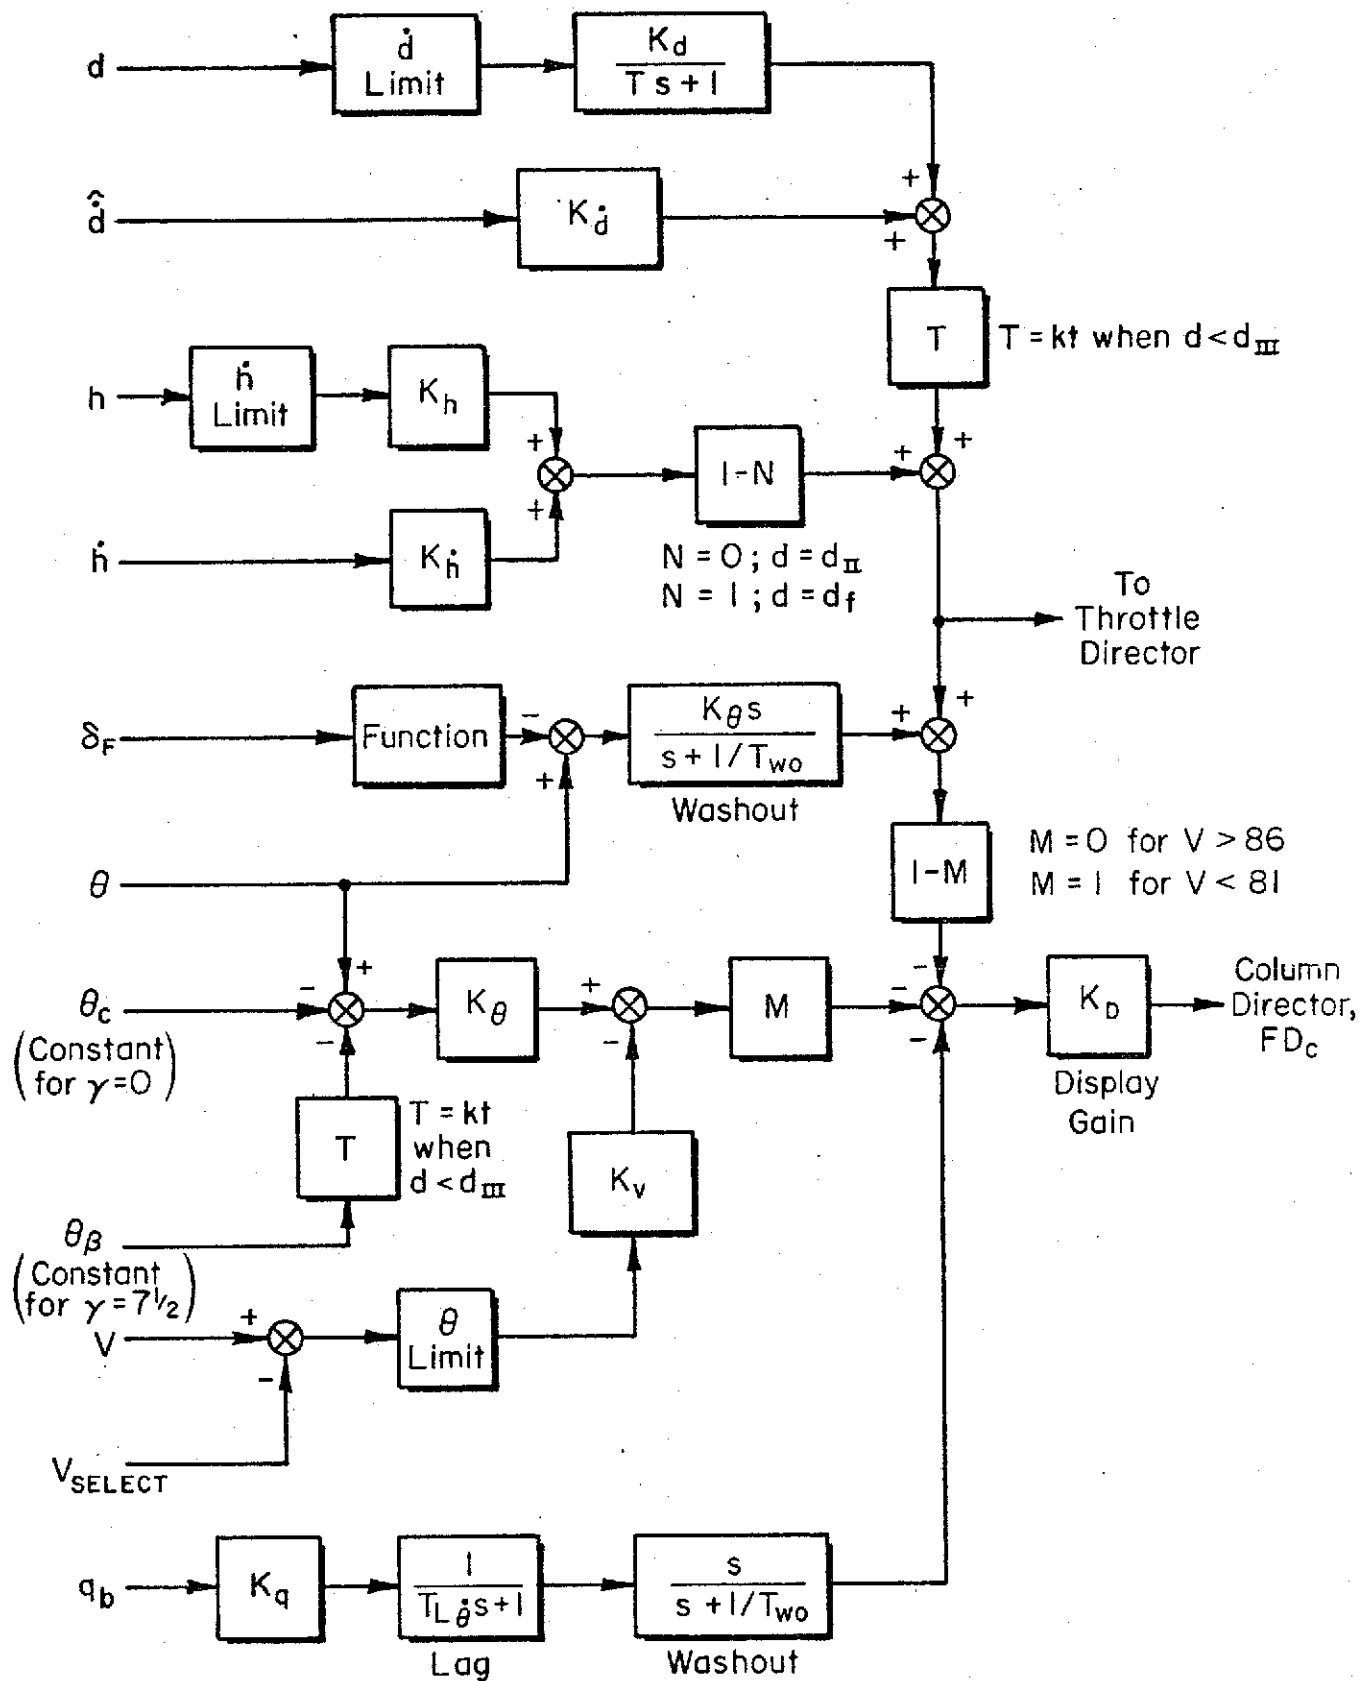 d
ḋ
Limit
K_d
T s + 1
+
d̂̇
K_ḋ
+
T
T = kt when d < d_III
h
ḣ
Limit
K_h
+
+
+
1-N
+
ḣ
K_ḣ
N = 0 ; d = d_II
N = 1 ; d = d_f
To
Throttle
Director
δ_F
Function
-
+
K_θ s
s + 1/T_wo
Washout
+
+
θ
1-M
M = 0 for V > 86
M = 1 for V < 81
θ_c
(Constant
for γ=0)
-
+
-
K_θ
+
-
M
-
-
-
K_D
Display
Gain
Column
Director,
FD_c
T
T = kt
when
d < d_III
K_v
θ_β
(Constant
for γ=7½)
V
+
-
θ
Limit
V_SELECT
q_b
K_q
1
T_Lθ̇ s + 1
Lag
s
s + 1/T_wo
Washout